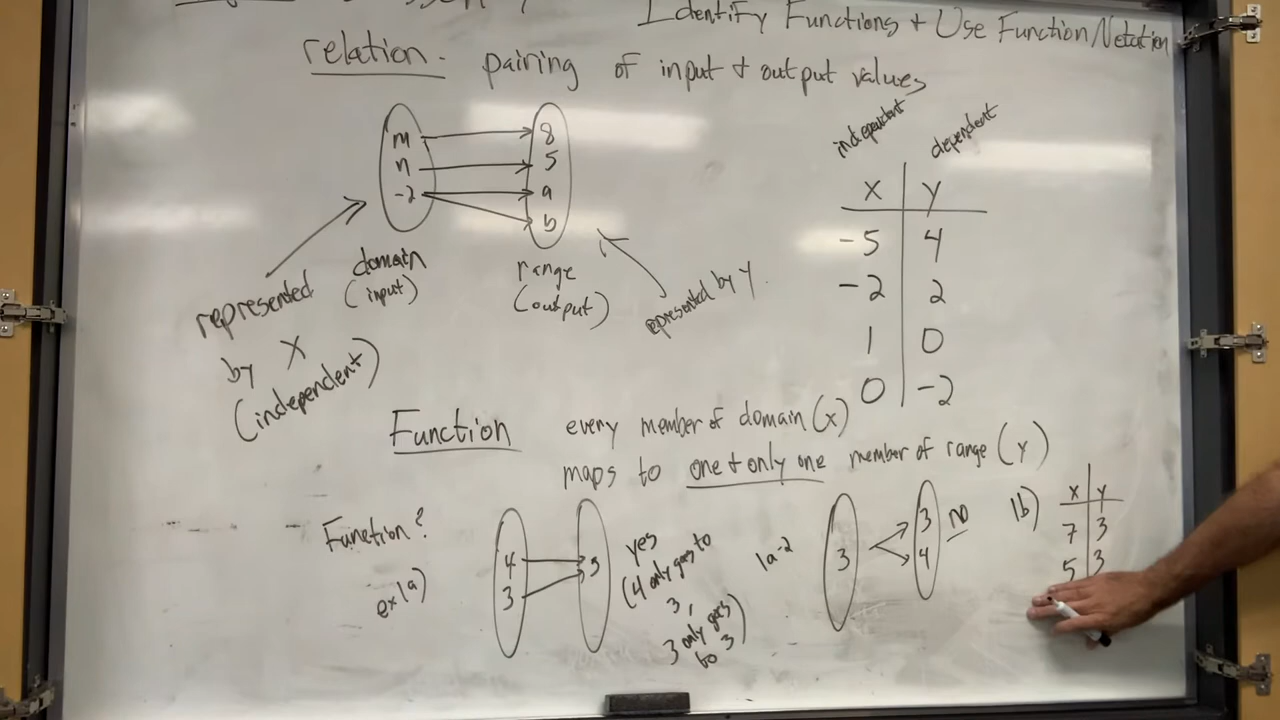 Identify Functions + Use Function Notation
relation - pairing of input + output values
m
n
-2
8
5
a
b
domain
(input)
range
(output)
represented
by X
(independent)
represented by Y
independent dependent
X Y
-5 4
-2 2
1 0
0 -2
Function every member of domain (x)
maps to one + only one member of range (y)
Function?
ex 1a)
4
3
3
yes
(4 only goes to
3,
3 only goes
to 3)
1a-2
3
3
4
no
1b)
X Y
7 3
5 3